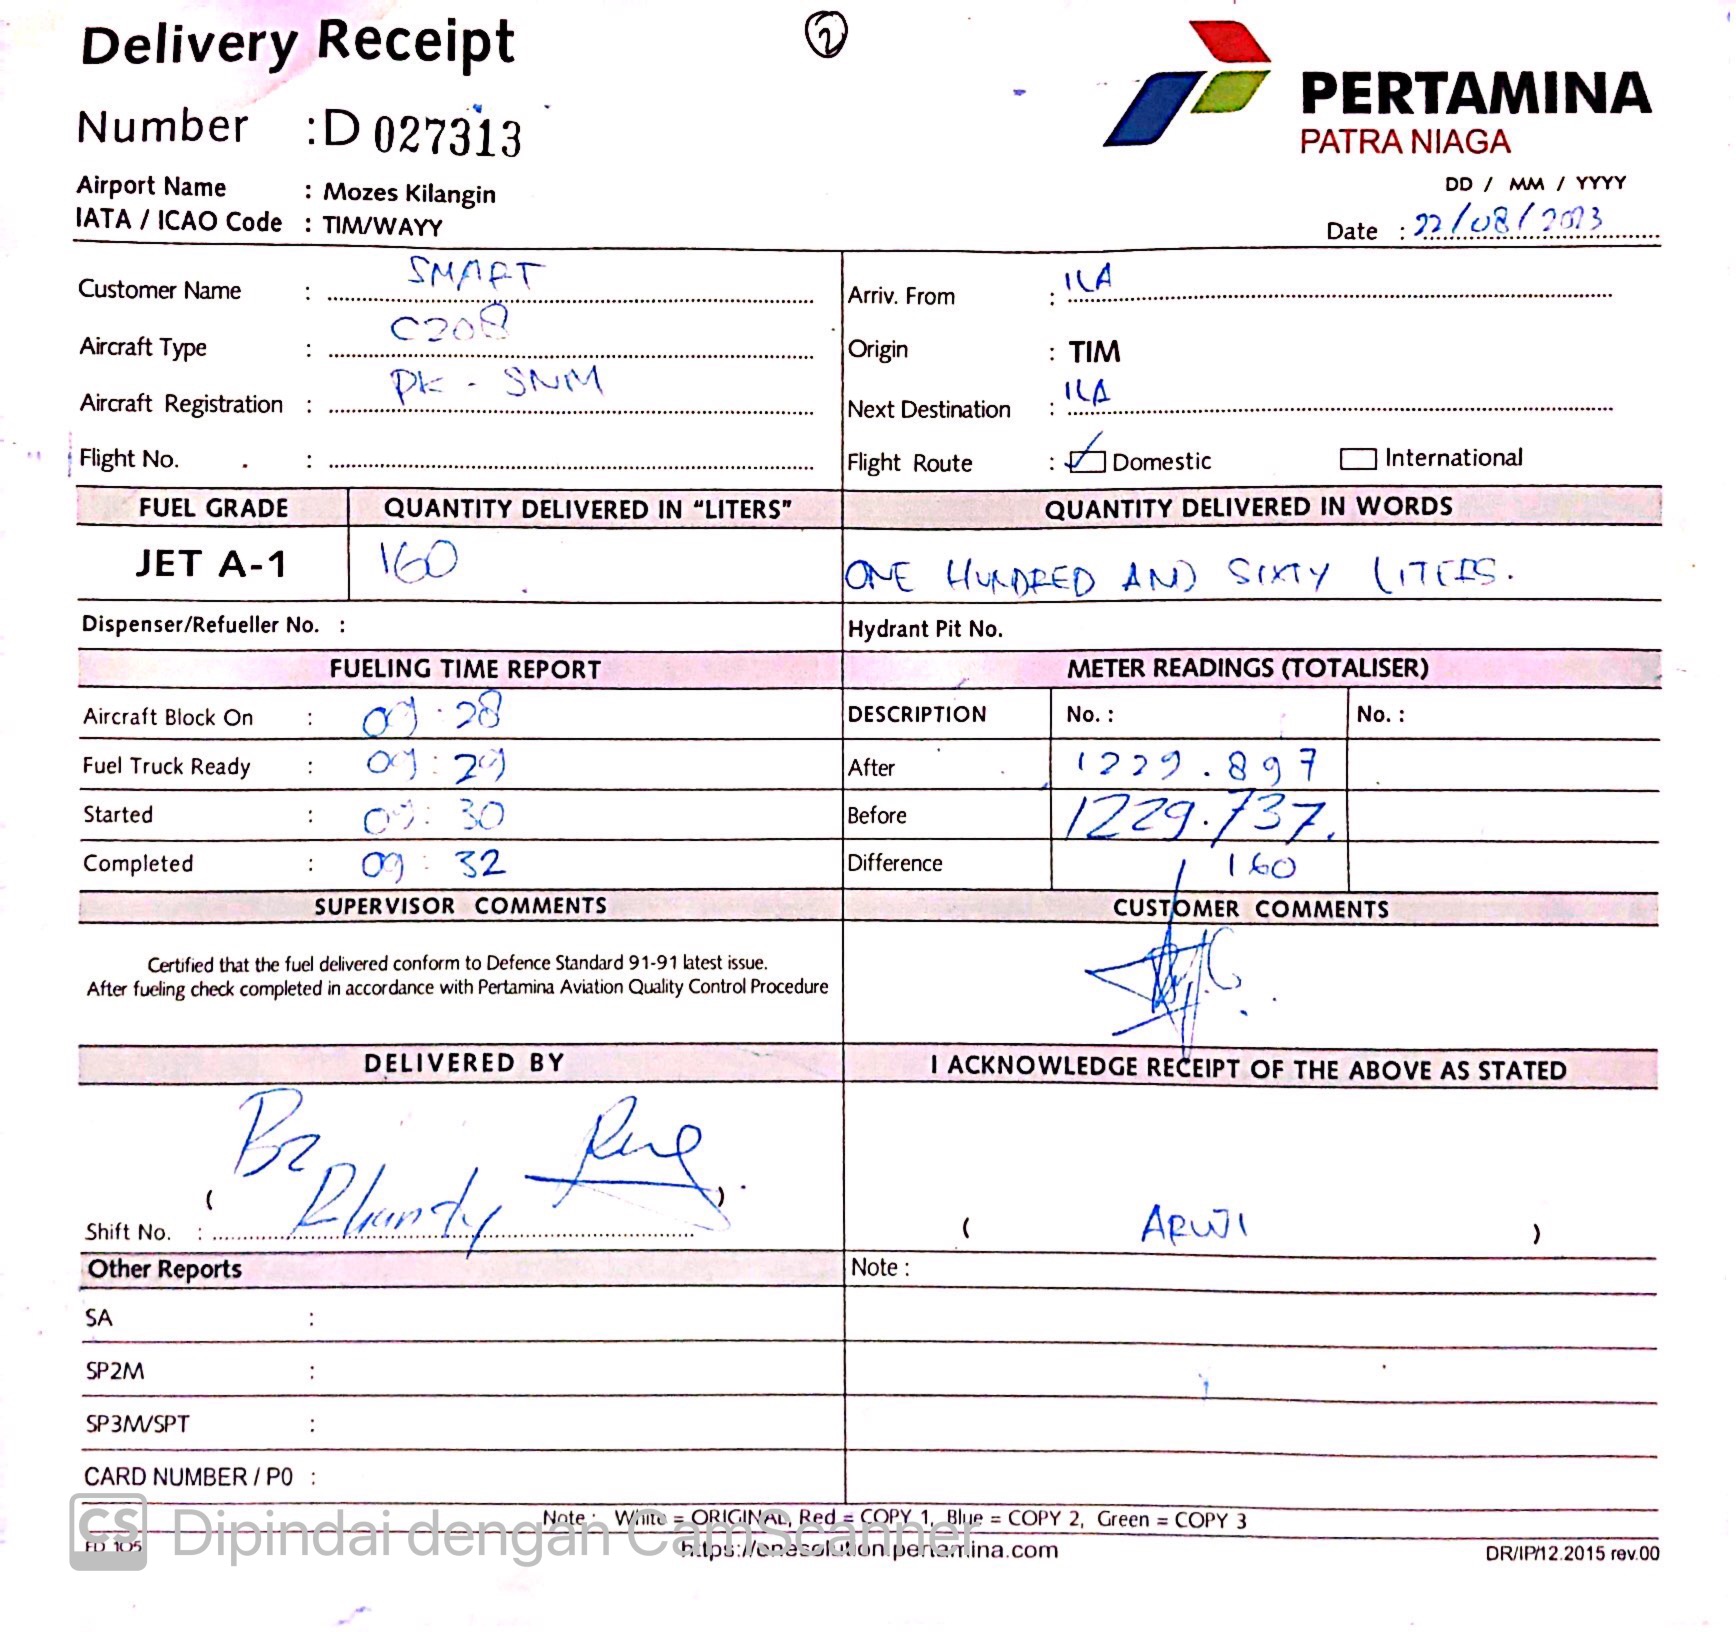 Delivery Receipt
2
PERTAMINA
PATRA NIAGA
Number : D 027313
Airport Name : Mozes Kilangin
IATA / ICAO Code : TIM/WAYY
DD / MM / YYYY
Date : 22/08/2023
Customer Name : SMART
Arriv. From : ILA
Aircraft Type : C208
Origin : TIM
Aircraft Registration : PK - SNM
Next Destination : ILA
Flight No. :
Flight Route : Domestic International
FUEL GRADE QUANTITY DELIVERED IN "LITERS" QUANTITY DELIVERED IN WORDS
JET A-1 160 ONE HUNDRED AND SIXTY LITERS.
Dispenser/Refueller No. : Hydrant Pit No.
FUELING TIME REPORT METER READINGS (TOTALISER)
Aircraft Block On : 09 : 28 DESCRIPTION No. : No. :
Fuel Truck Ready : 09 : 29 After 1229.897
Started : 09 : 30 Before 1229.737.
Completed : 09 : 32 Difference 160
SUPERVISOR COMMENTS CUSTOMER COMMENTS
Certified that the fuel delivered conform to Defence Standard 91-91 latest issue.
After fueling check completed in accordance with Pertamina Aviation Quality Control Procedure
DELIVERED BY I ACKNOWLEDGE RECEIPT OF THE ABOVE AS STATED
( )
Shift No. : Rhandy
( )
Other Reports Note :
SA :
SP2M :
SP3M/SPT :
CARD NUMBER / PO :
Note : White = ORIGINAL, Red = COPY 1, Blue = COPY 2, Green = COPY 3
CS Dipindai dengan CamScanner
FD 105 https://onesolution.pertamina.com DR/IP/12.2015 rev.00